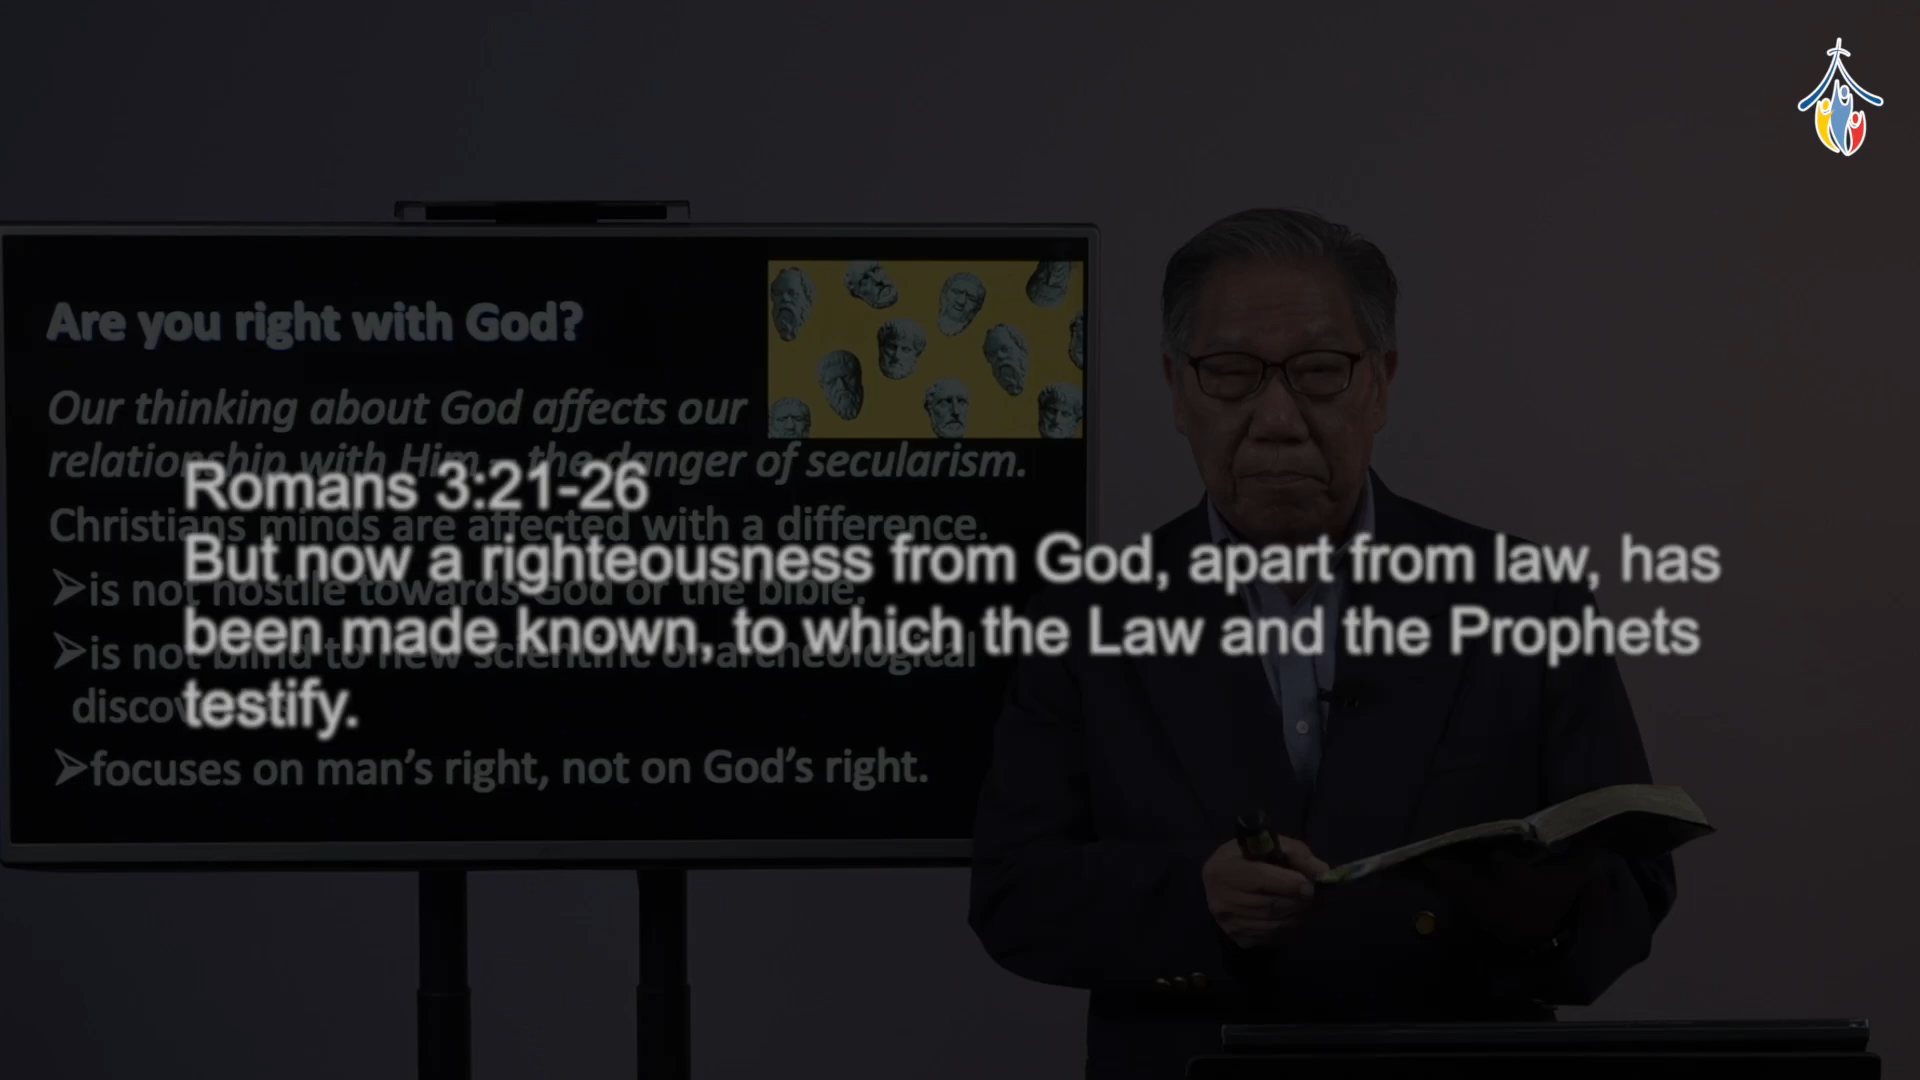 Are you right with God?
Our thinking about God affects our
relationship with Him – the danger of secularism.
Christians minds are affected with a difference.
➢is not hostile towards God or the bible.
➢is not blind to new scientific or archeological
➢focuses on man's right, not on God's right.
Romans 3:21-26
But now a righteousness from God, apart from law, has
been made known, to which the Law and the Prophets
testify.